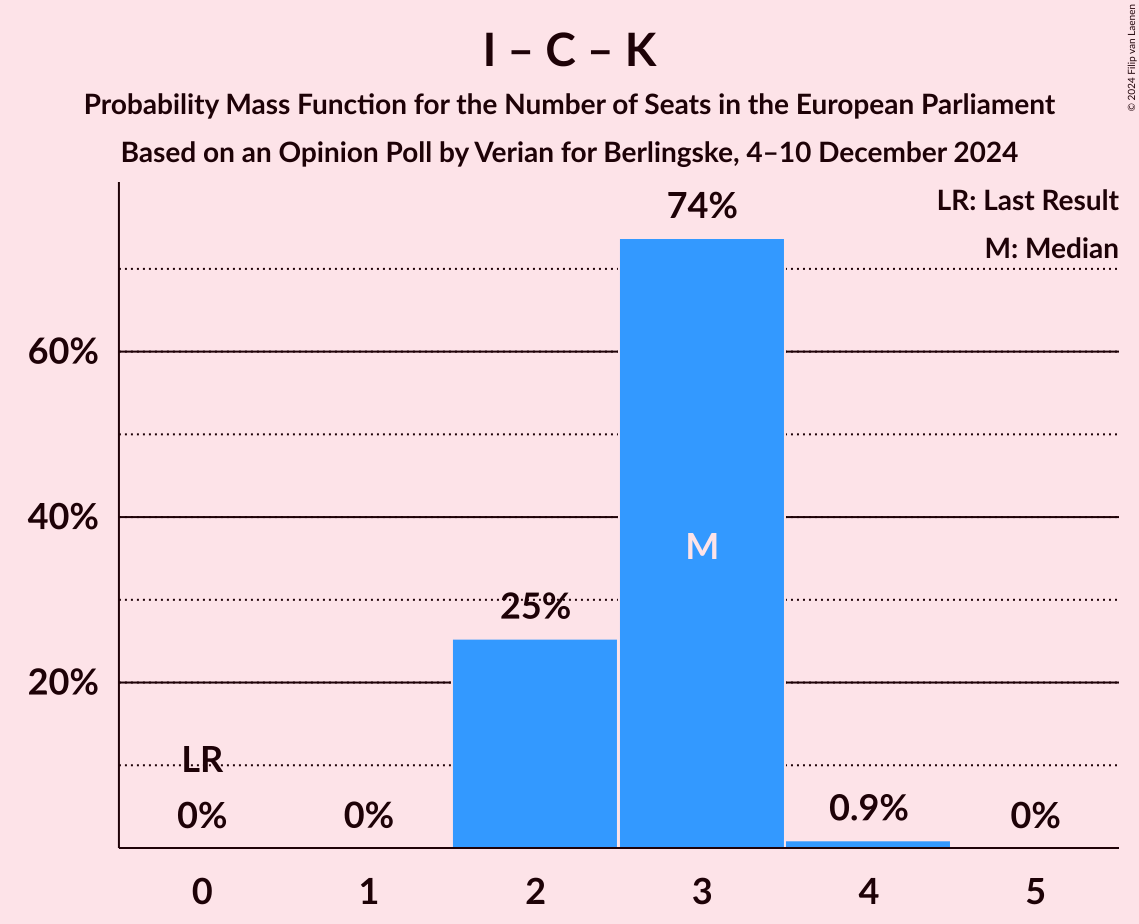 I – C – K
Probability Mass Function for the Number of Seats in the European Parliament
Based on an Opinion Poll by Verian for Berlingske, 4–10 December 2024
© 2024 Filip van Laenen
LR: Last Result
M: Median
74%
60%
40%
M
25%
20%
LR
0%
0%
0.9%
0%
0
1
2
3
4
5